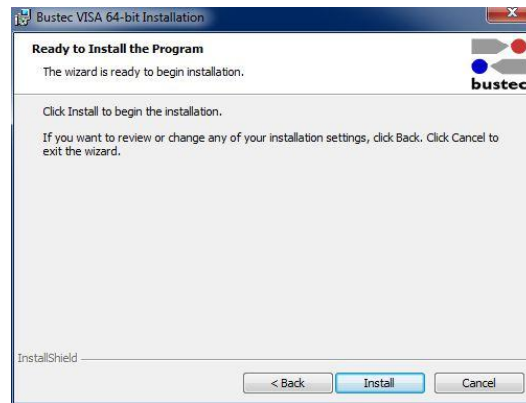 Bustec VISA 64-bit Installation
Ready to Install the Program
The wizard is ready to begin installation.
bustec
Click Install to begin the installation.
If you want to review or change any of your installation settings, click Back. Click Cancel to
exit the wizard.
InstallShield
< Back
Install
Cancel